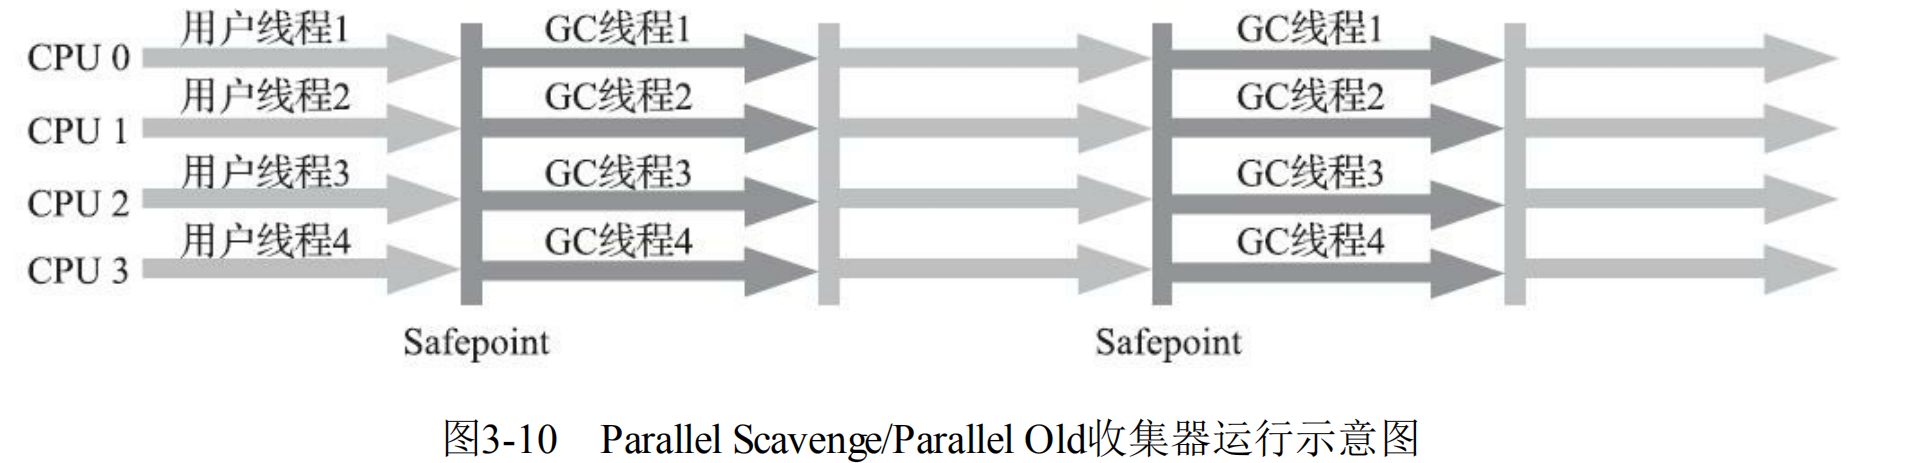 用户线程1 GC线程1 GC线程1
CPU 0
用户线程2 GC线程2 GC线程2
CPU 1
用户线程3 GC线程3 GC线程3
CPU 2
用户线程4 GC线程4 GC线程4
CPU 3
Safepoint Safepoint
图3-10 Parallel Scavenge/Parallel Old收集器运行示意图